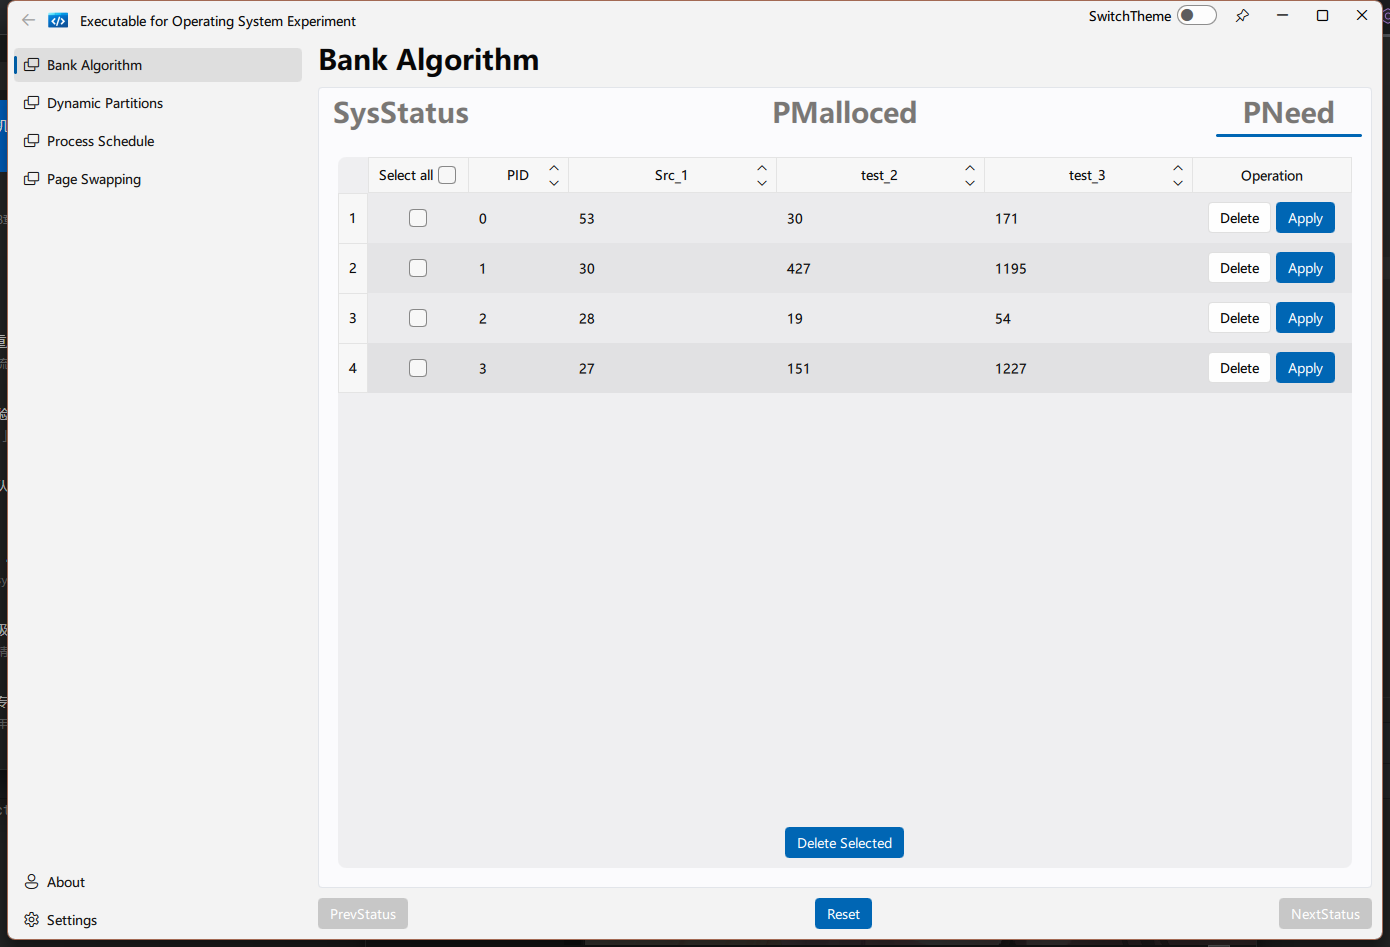 Executable for Operating System Experiment
SwitchTheme
Bank Algorithm
Dynamic Partitions
Process Schedule
Page Swapping
About
Settings
Bank Algorithm
SysStatus PMalloced PNeed
Select all PID Src_1 test_2 test_3 Operation
1 0 53 30 171 Delete Apply
2 1 30 427 1195 Delete Apply
3 2 28 19 54 Delete Apply
4 3 27 151 1227 Delete Apply
Delete Selected
PrevStatus Reset NextStatus